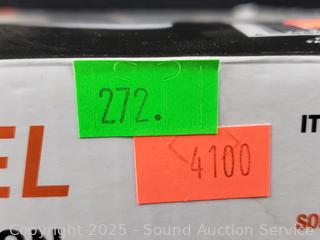 272.
4100
IT
EL
SO
Copyright © 2025 - Sound Auction Service